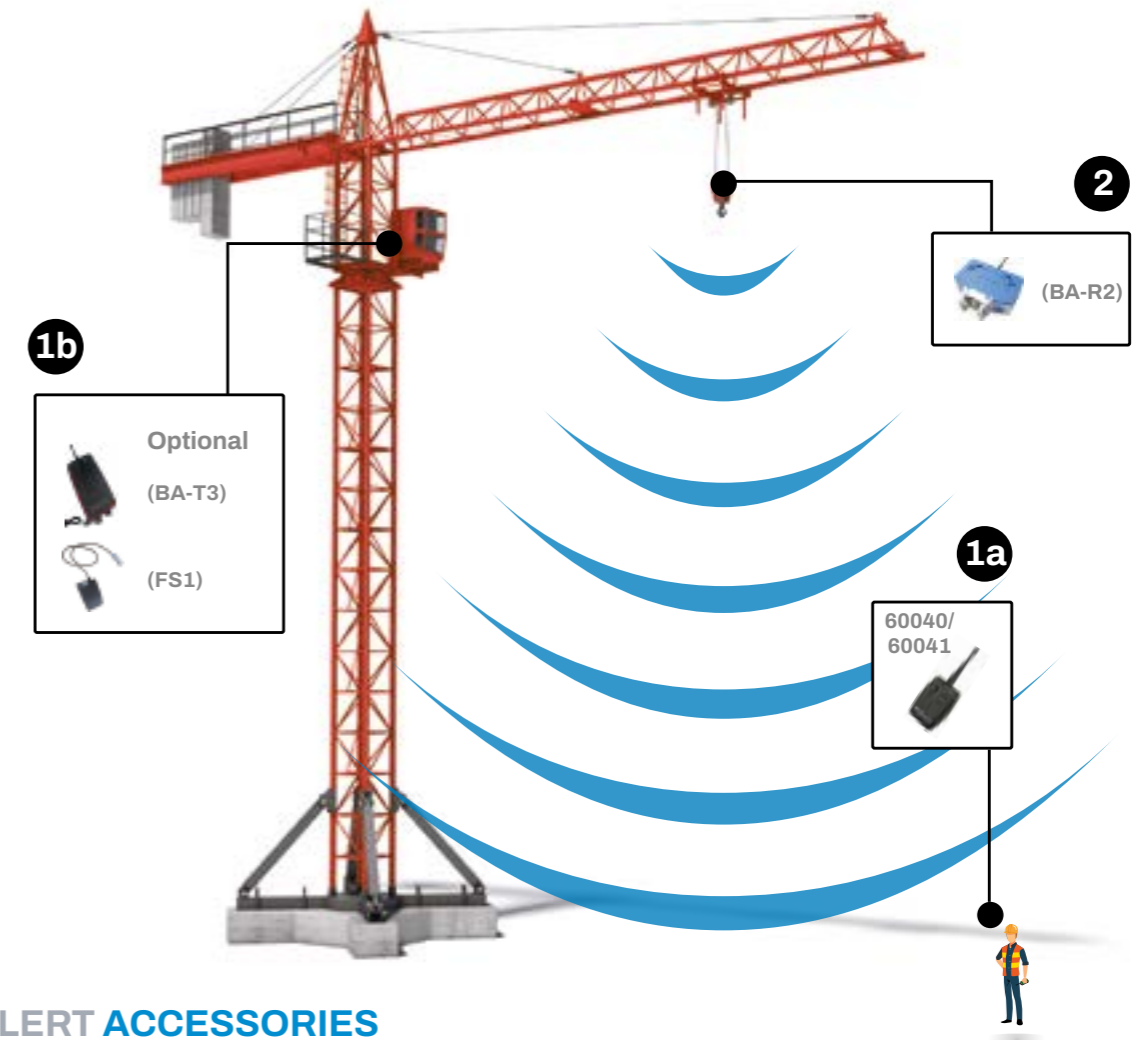 2
(BA-R2)
1b
Optional
(BA-T3)
(FS1)
1a
60040/
60041
LERT ACCESSORIES